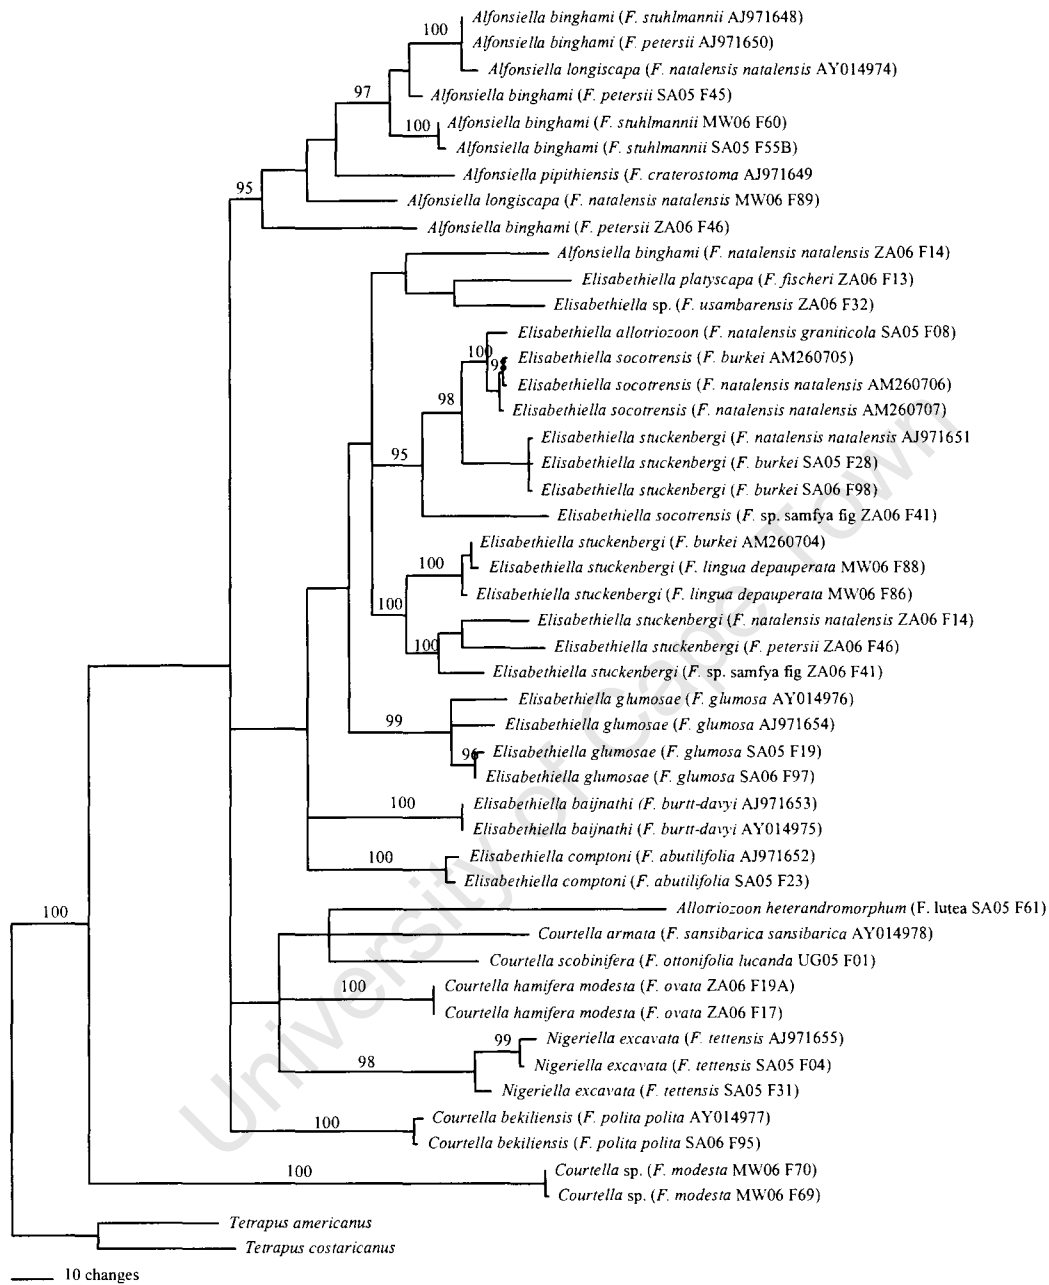 Alfonsiella binghami (F. stuhlmannii AJ971648)
100
Alfonsiella binghami (F. petersii AJ971650)
Alfonsiella longiscapa (F. natalensis natalensis AY014974)
97
Alfonsiella binghami (F. petersii SA05 F45)
100
Alfonsiella binghami (F. stuhlmannii MW06 F60)
Alfonsiella binghami (F. stuhlmannii SA05 F55B)
Alfonsiella pipithiensis (F. craterostoma AJ971649
95
Alfonsiella longiscapa (F. natalensis natalensis MW06 F89)
Alfonsiella binghami (F. petersii ZA06 F46)
Alfonsiella binghami (F. natalensis natalensis ZA06 F14)
Elisabethiella platyscapa (F. fischeri ZA06 F13)
Elisabethiella sp. (F. usambarensis ZA06 F32)
Elisabethiella allotriozoon (F. natalensis graniticola SA05 F08)
100
Elisabethiella socotrensis (F. burkei AM260705)
Elisabethiella socotrensis (F. natalensis natalensis AM260706)
98
Elisabethiella socotrensis (F. natalensis natalensis AM260707)
Elisabethiella stuckenbergi (F. natalensis natalensis AJ971651
95
Elisabethiella stuckenbergi (F. burkei SA05 F28)
Elisabethiella stuckenbergi (F. burkei SA06 F98)
Elisabethiella socotrensis (F. sp. samfya fig ZA06 F41)
Elisabethiella stuckenbergi (F. burkei AM260704)
100
Elisabethiella stuckenbergi (F. lingua depauperata MW06 F88)
Elisabethiella stuckenbergi (F. lingua depauperata MW06 F86)
100
Elisabethiella stuckenbergi (F. natalensis natalensis ZA06 F14)
100
Elisabethiella stuckenbergi (F. petersii ZA06 F46)
Elisabethiella stuckenbergi (F. sp. samfya fig ZA06 F41)
Elisabethiella glumosae (F. glumosa AY014976)
99
Elisabethiella glumosae (F. glumosa AJ971654)
96
Elisabethiella glumosae (F. glumosa SA05 F19)
Elisabethiella glumosae (F. glumosa SA06 F97)
100
Elisabethiella baijnathi (F. burtt-davyi AJ971653)
Elisabethiella baijnathi (F. burtt-davyi AY014975)
100
Elisabethiella comptoni (F. abutilifolia AJ971652)
Elisabethiella comptoni (F. abutilifolia SA05 F23)
100
Allotriozoon heterandromorphum (F. lutea SA05 F61)
Courtella armata (F. sansibarica sansibarica AY014978)
Courtella scobinifera (F. ottonifolia lucanda UG05 F01)
100
Courtella hamifera modesta (F. ovata ZA06 F19A)
Courtella hamifera modesta (F. ovata ZA06 F17)
99
Nigeriella excavata (F. tettensis AJ971655)
98
Nigeriella excavata (F. tettensis SA05 F04)
Nigeriella excavata (F. tettensis SA05 F31)
100
Courtella bekiliensis (F. polita polita AY014977)
Courtella bekiliensis (F. polita polita SA06 F95)
100
Courtella sp. (F. modesta MW06 F70)
Courtella sp. (F. modesta MW06 F69)
Tetrapus americanus
Tetrapus costaricanus
10 changes
University of Cape Town